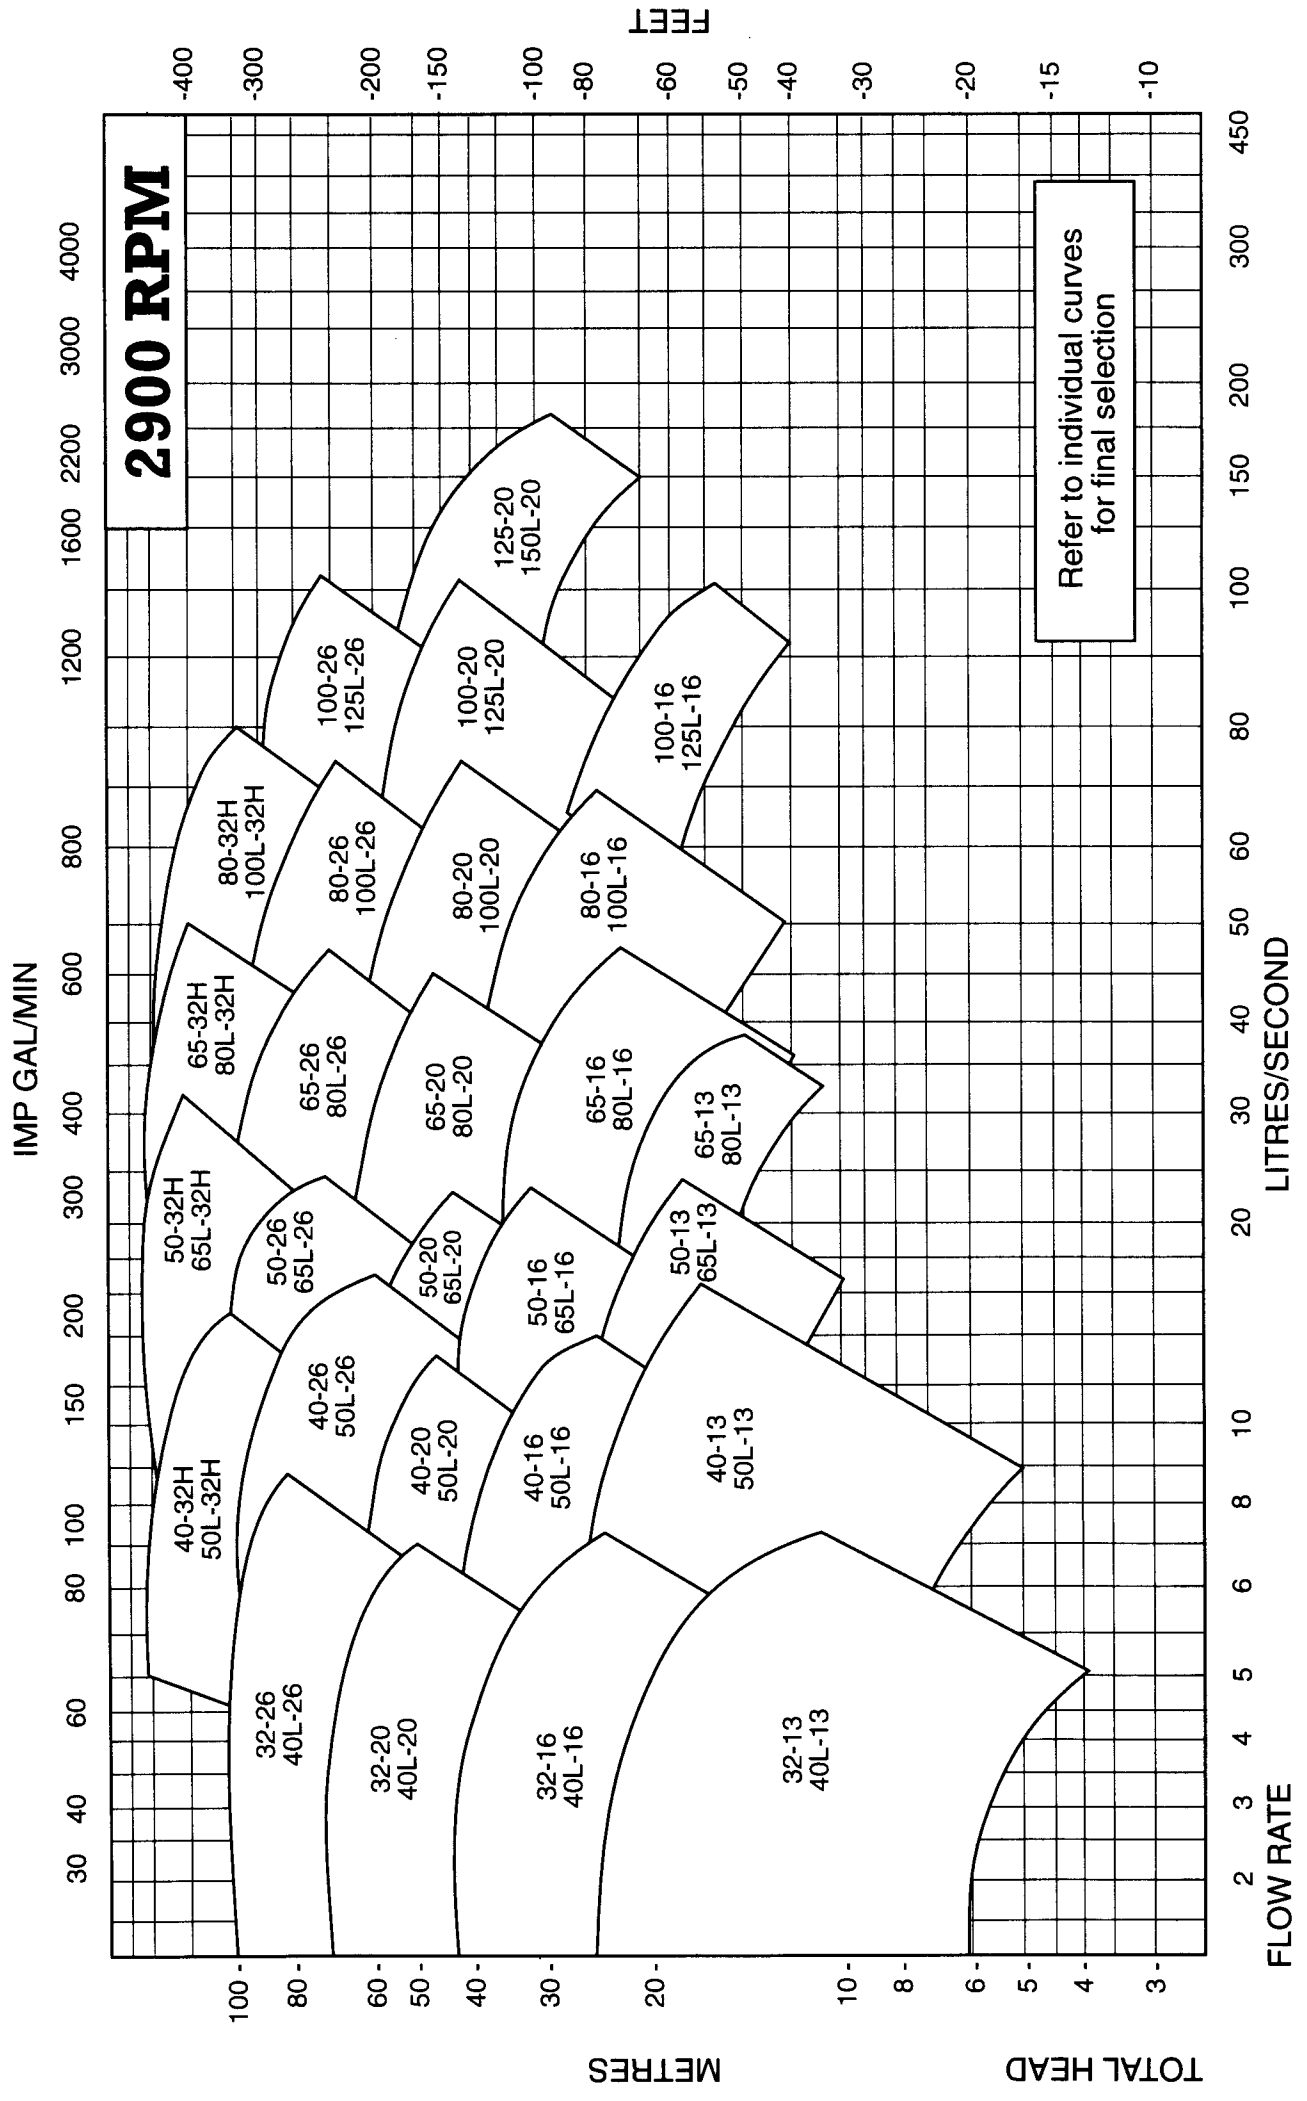 IMP GAL/MIN
30 40 60 80 100 150 200 300 400 600 800 1200 1600 2200 3000 4000
2900 RPM
TOTAL HEAD
METRES
100-
80-
60-
50-
40-
30-
20-
10-
8-
6-
5-
4-
3-
FEET
-400
-300
-200
-150
-100
-80
-60
-50
-40
-30
-20
-15
-10
40-32H
50L-32H
50-32H
65L-32H
65-32H
80L-32H
80-32H
100L-32H
32-26
40L-26
40-26
50L-26
50-26
65L-26
65-26
80L-26
80-26
100L-26
100-26
125L-26
32-20
40L-20
40-20
50L-20
50-20
65L-20
65-20
80L-20
80-20
100L-20
100-20
125L-20
125-20
150L-20
32-16
40L-16
40-16
50L-16
50-16
65L-16
65-16
80L-16
80-16
100L-16
100-16
125L-16
32-13
40L-13
40-13
50L-13
50-13
65L-13
65-13
80L-13
Refer to individual curves
for final selection
2 3 4 5 6 8 10 20 30 40 50 60 80 100 150 200 300 450
FLOW RATE
LITRES/SECOND